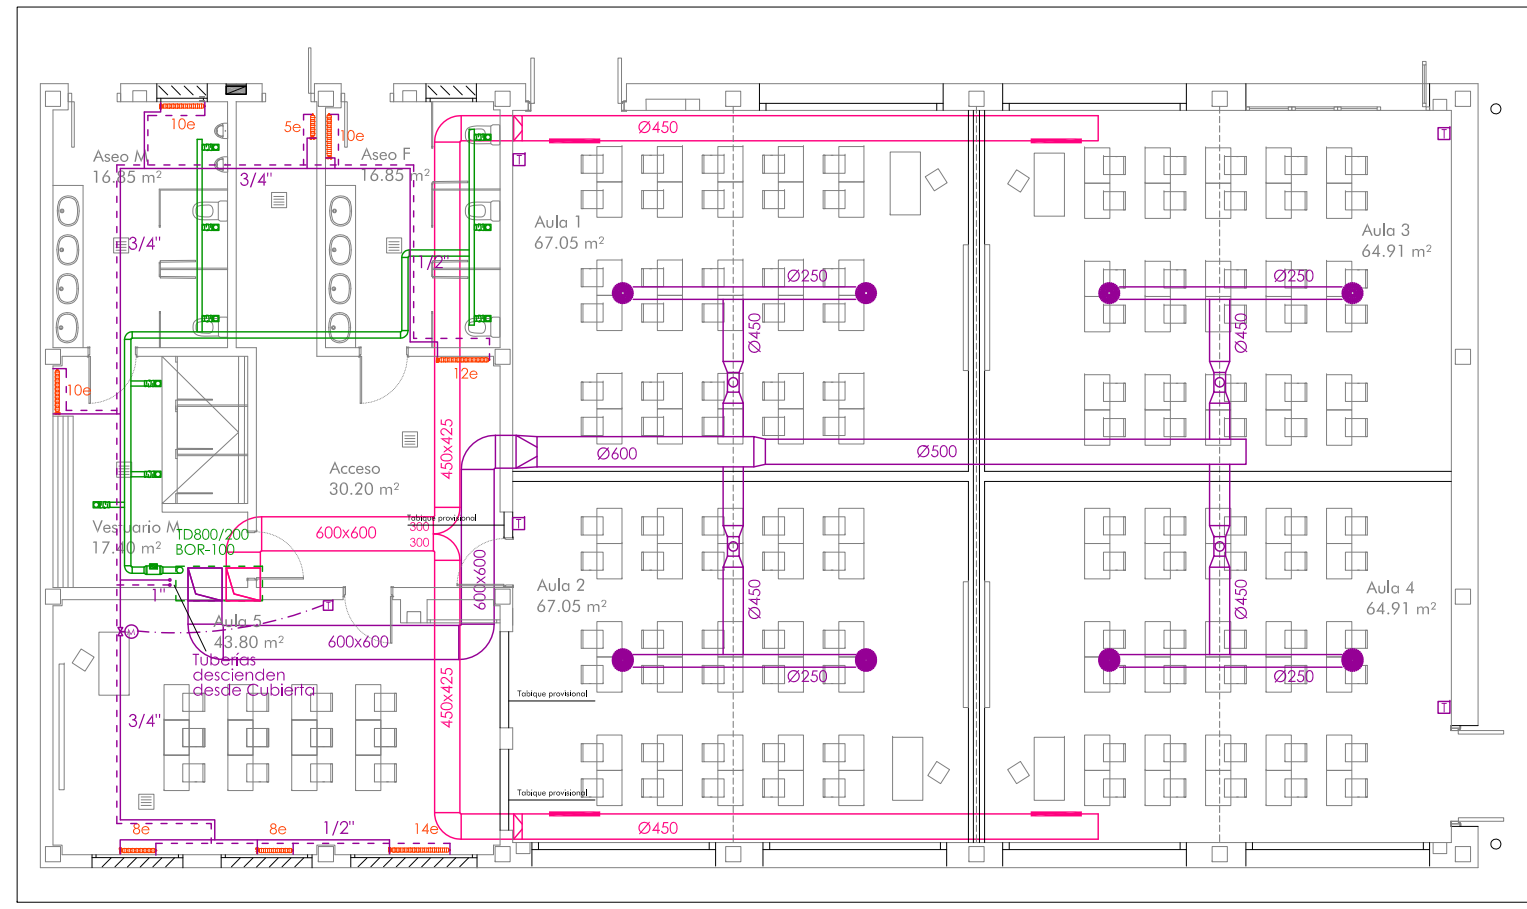 Ø450
10e
5e
10e
Aseo M
16.85 m²
Aseo F
16.85 m²
3/4"
3/4"
1/2"
Aula 1
67.05 m²
Aula 3
64.91 m²
Ø250
Ø250
Ø450
Ø450
12e
10e
450x425
Ø600
Ø500
Acceso
30.20 m²
Vestuario M
17.40 m²
TD800/200
BOR-100
600x600
Tabique provisional
300
300
T
T
T
600x600
1"
Aula 5
43.80 m²
M
T
600x600
Tuberías
descienden
desde Cubierta
Aula 2
67.05 m²
Aula 4
64.91 m²
Ø450
Ø450
Ø250
Ø250
450x425
Tabique provisional
T
3/4"
Tabique provisional
8e
8e
1/2"
14e
Ø450